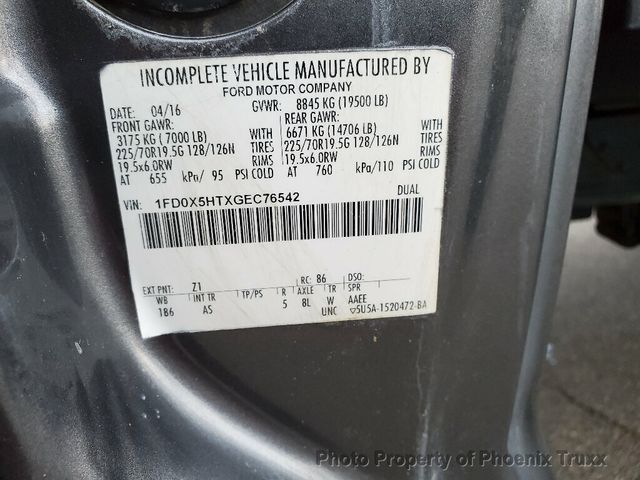 INCOMPLETE VEHICLE MANUFACTURED BY
FORD MOTOR COMPANY
DATE: 04/16 GVWR: 8845 KG (19500 LB)
FRONT GAWR: REAR GAWR:
3175 KG ( 7000 LB) WITH 6671 KG (14706 LB) WITH
225/70R19.5G 128/126N TIRES 225/70R19.5G 128/126N TIRES
19.5x6.0RW RIMS 19.5x6.0RW RIMS
AT 655 kPa/ 95 PSI COLD AT 760 kPa/110 PSI COLD
VIN: 1FD0X5HTXGEC76542 DUAL
EXT PNT: Z1 RC: 86 DSO:
WB INT TR TP/PS R AXLE TR SPR
186 AS 5 8L W AAEE
UNC ▽5U5A-1520472-BA
Photo Property of Phoenix Truxx